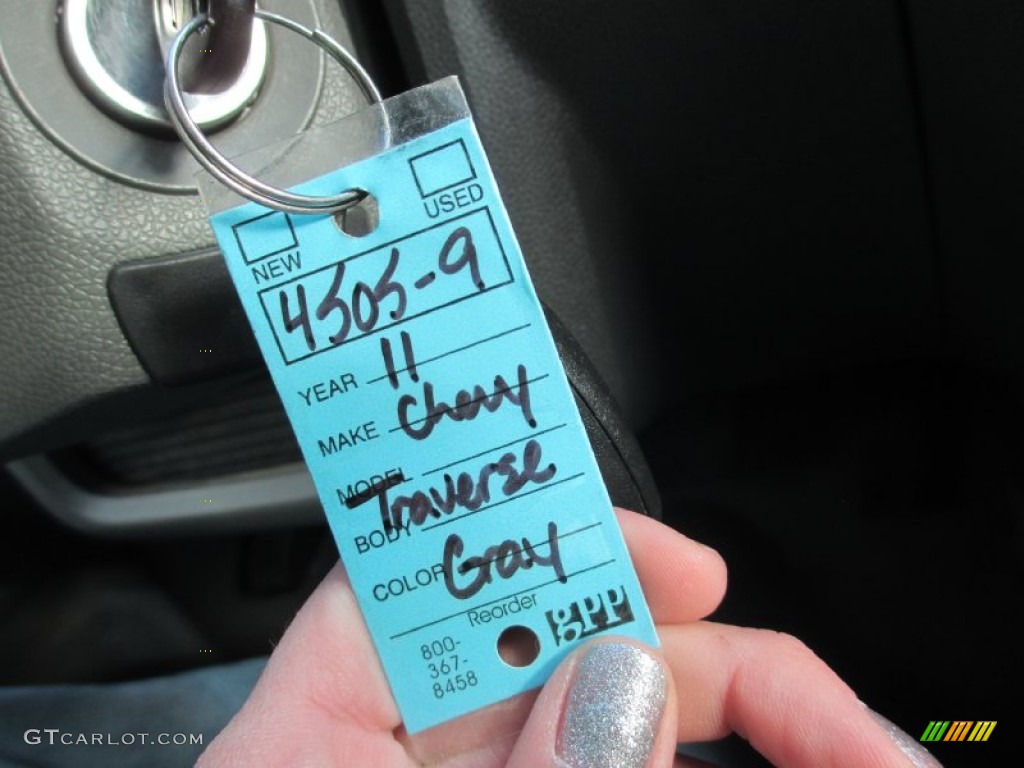 USED
NEW
4505-9
YEAR 11
MAKE Chevy
MODEL
Traverse
BODY
COLOR Gray
Reorder
gpp
800-
367-
8458
GTCARLOT.COM